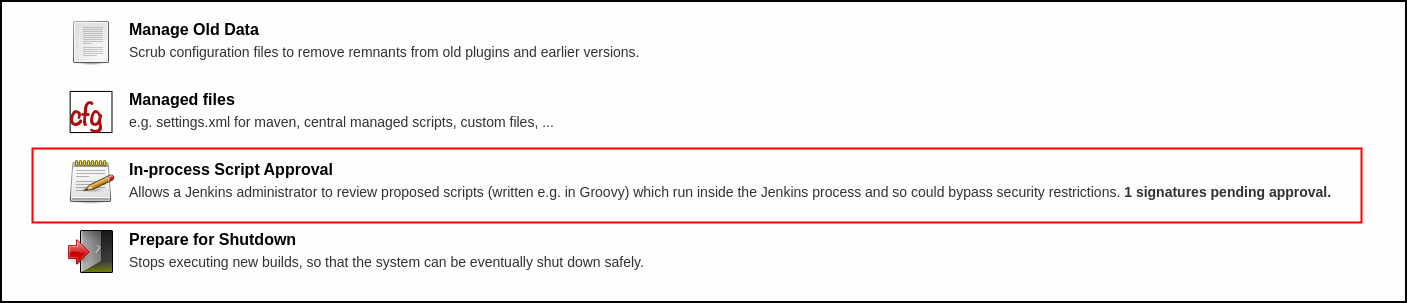 Manage Old Data
Scrub configuration files to remove remnants from old plugins and earlier versions.
cfg
Managed files
e.g. settings.xml for maven, central managed scripts, custom files, ...
In-process Script Approval
Allows a Jenkins administrator to review proposed scripts (written e.g. in Groovy) which run inside the Jenkins process and so could bypass security restrictions. 1 signatures pending approval.
Prepare for Shutdown
Stops executing new builds, so that the system can be eventually shut down safely.